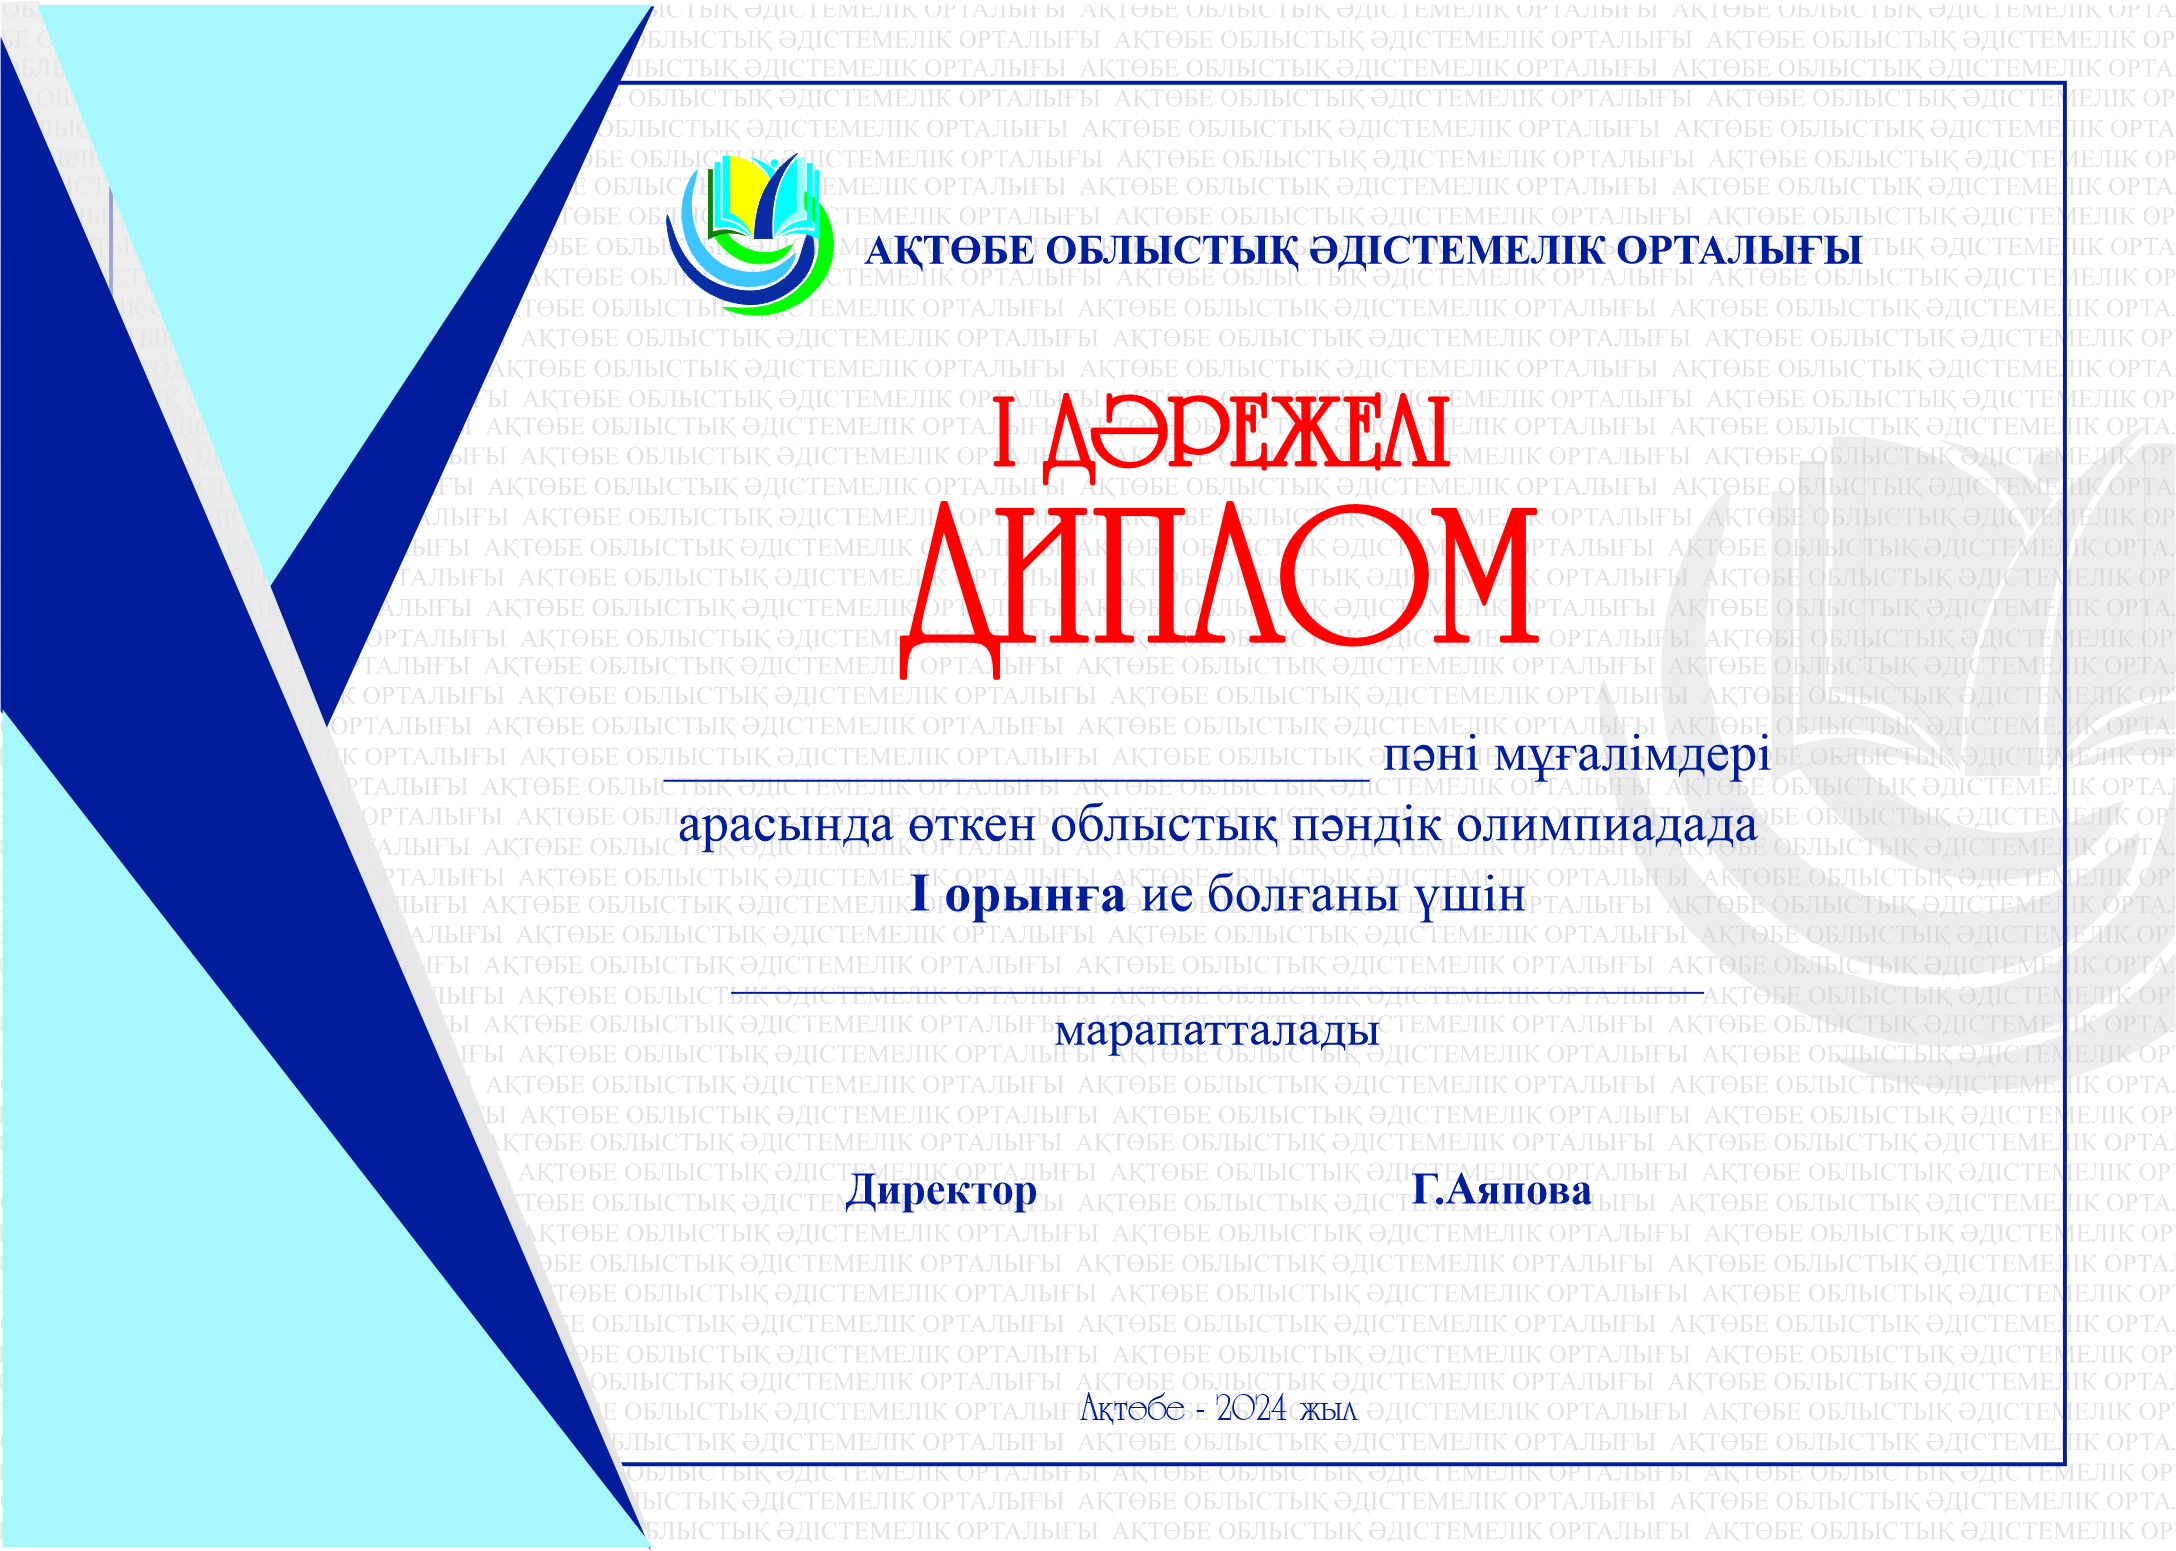 АҚТӨБЕ ОБЛЫСТЫҚ ӘДІСТЕМЕЛІК ОРТАЛЫҒЫ
І ДӘРЕЖЕЛІ
ДИПЛОМ
пәні мұғалімдері
арасында өткен облыстық пәндік олимпиадада
І орынға ие болғаны үшін
марапатталады
Директор Г.Аяпова
Ақтөбе - 2024 жыл